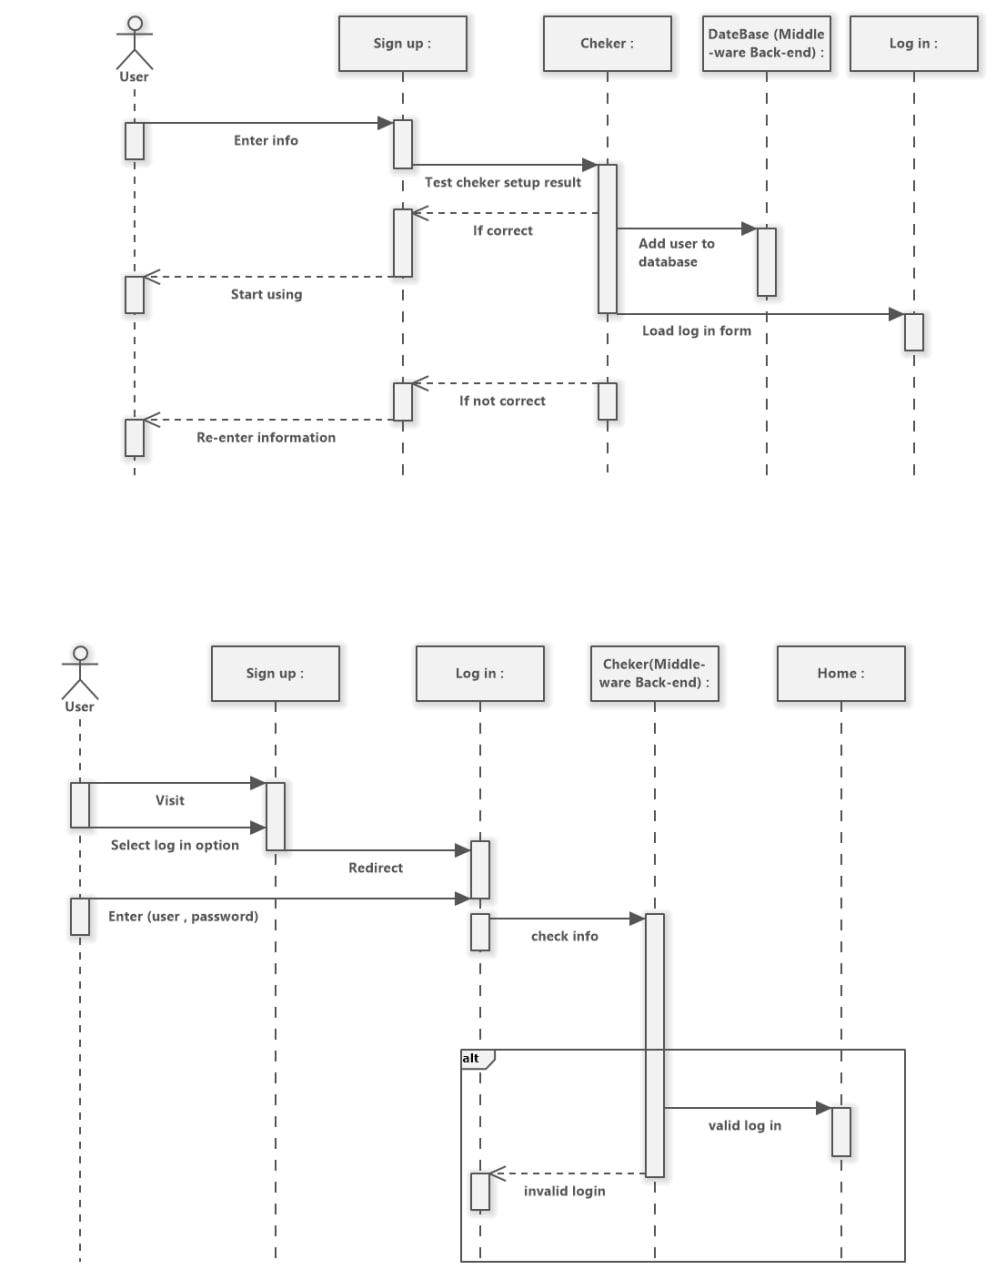 User
Sign up :
Cheker :
DateBase (Middle
-ware Back-end) :
Log in :
Enter info
Test cheker setup result
If correct
Add user to
database
Start using
Load log in form
If not correct
Re-enter information
User
Sign up :
Log in :
Cheker(Middle-
ware Back-end) :
Home :
Visit
Select log in option
Redirect
Enter (user , password)
check info
alt
valid log in
invalid login